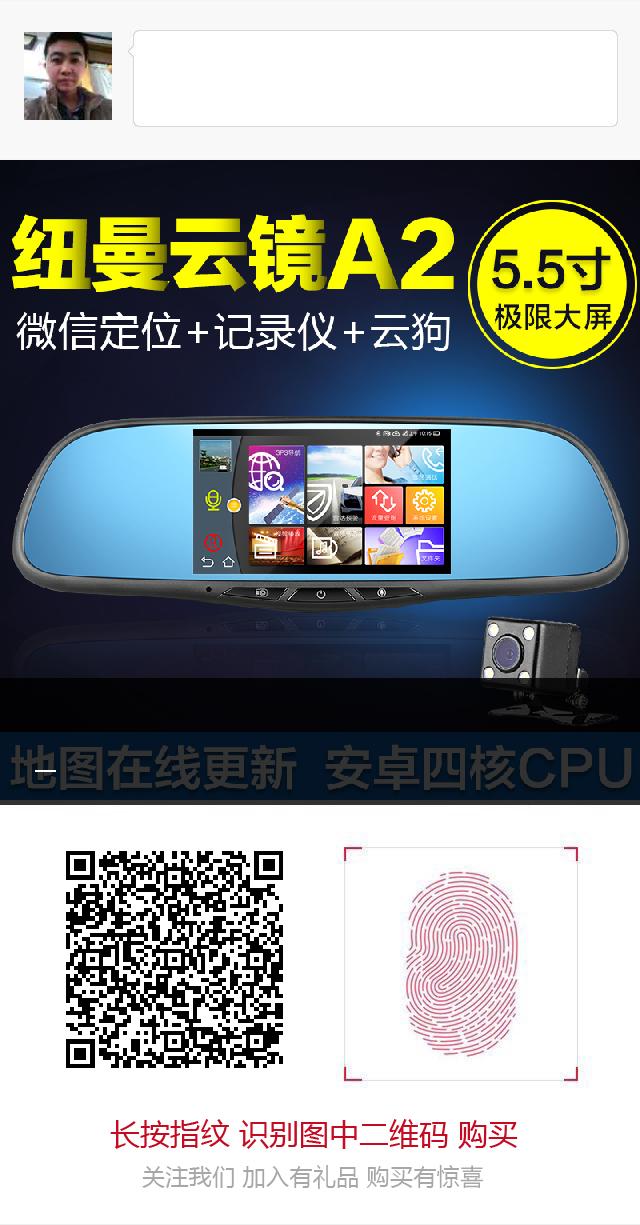 纽曼云镜A2
5.5寸
极限大屏
微信定位+记录仪+云狗
文件夹
地图在线更新 安卓四核CPU
长按指纹 识别图中二维码 购买
关注我们 加入有礼品 购买有惊喜